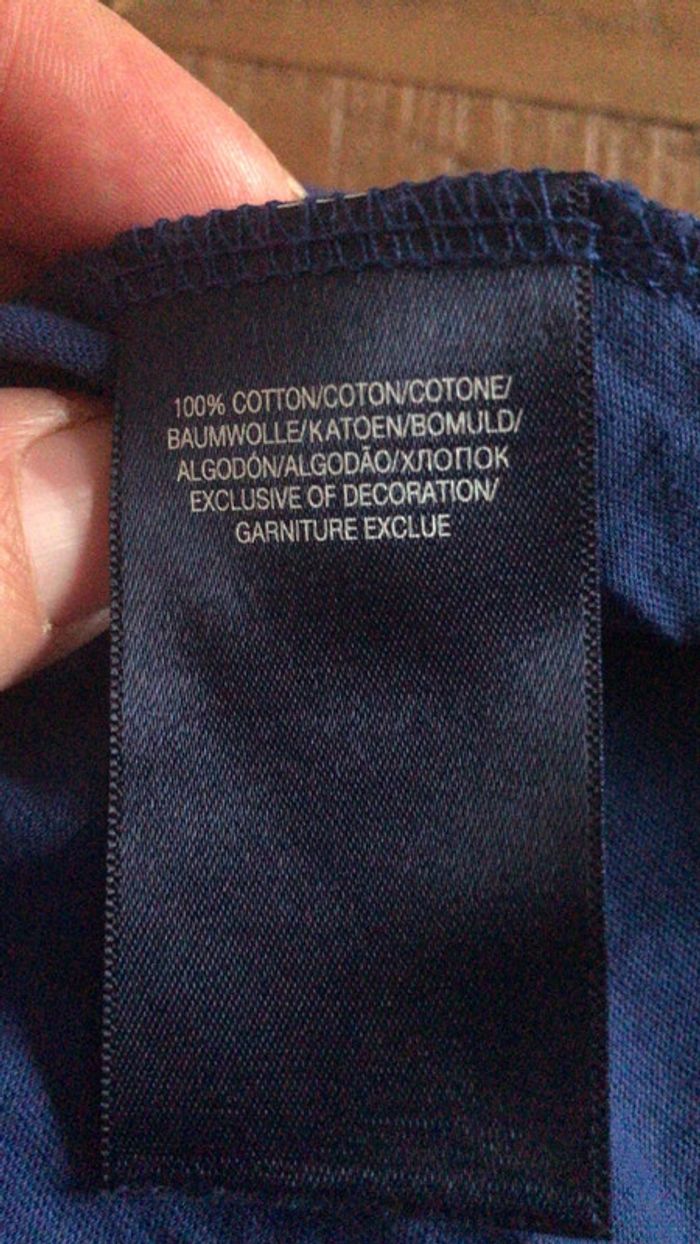 100% COTTON/COTON/COTONE/
BAUMWOLLE/KATOEN/BOMULD/
ALGODÓN/ALGODÃO/ХЛОПОК
EXCLUSIVE OF DECORATION/
GARNITURE EXCLUE